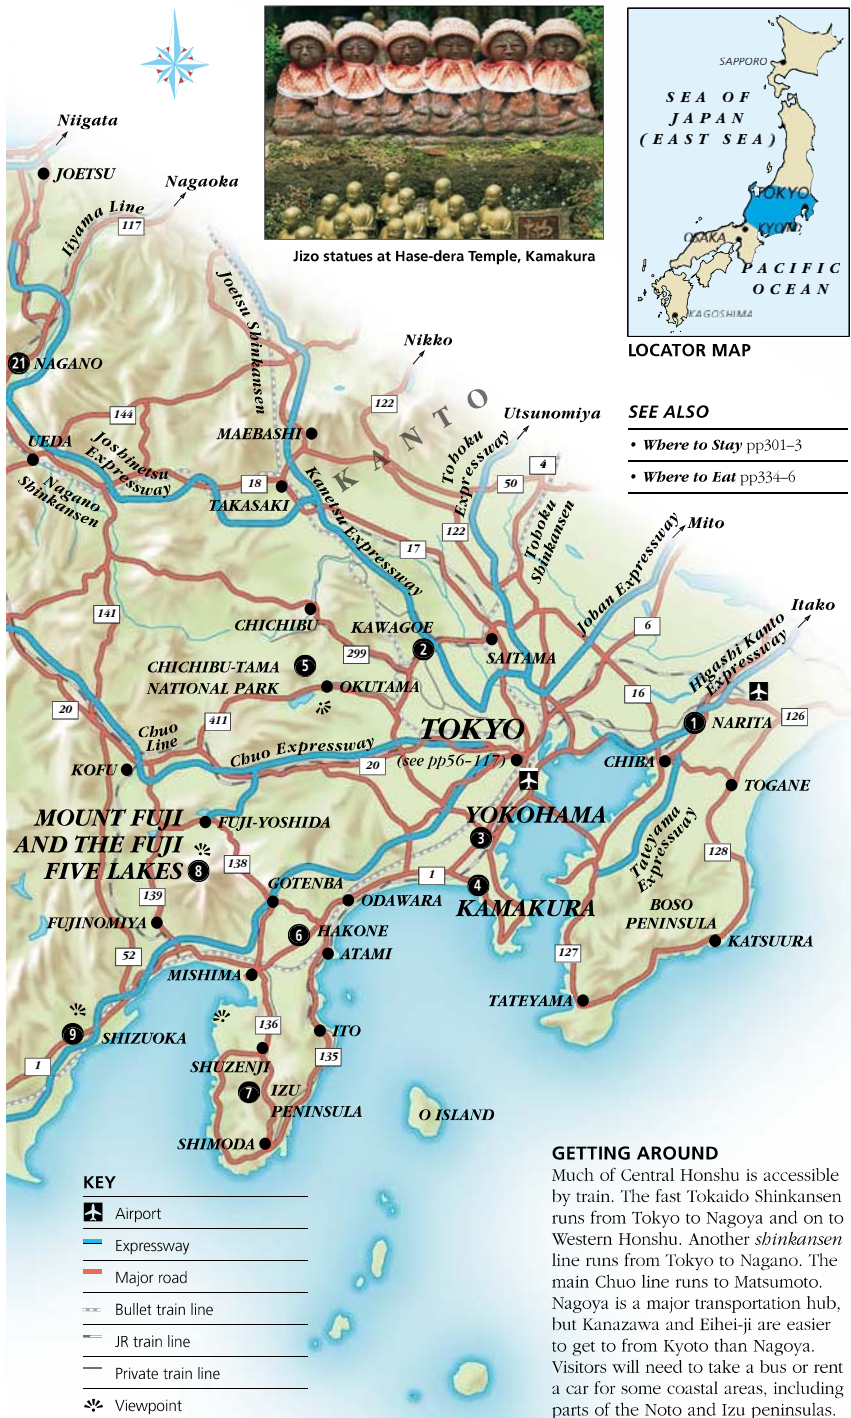 Jizo statues at Hase-dera Temple, Kamakura
SAPPORO
SEA OF
JAPAN
(EAST SEA)
TOKYO
KYOTO
OSAKA
PACIFIC
OCEAN
KAGOSHIMA
LOCATOR MAP
SEE ALSO
• Where to Stay pp301–3
• Where to Eat pp334–6
Niigata
JOETSU
Nagaoka
Iiyama Line
117
Joetsu Shinkansen
21 NAGANO
Nikko
KANTO
122
144
Utsunomiya
MAEBASHI
UEDA
Joshinetsu
Expressway
Tohoku
Expressway
4
50
18
TAKASAKI
Nagano
Shinkansen
Kanetsu Expressway
122
Tohoku
Shinkansen
17
Mito
Joban Expressway
Itako
141
CHICHIBU
KAWAGOE
2
6
299
SAITAMA
5
CHICHIBU-TAMA
NATIONAL PARK
OKUTAMA
Higashi Kanto
Expressway
16
20
411
1 NARITA
126
Chuo
Line
Chuo Expressway
TOKYO
(see pp56–117)
20
KOFU
CHIBA
TOGANE
MOUNT FUJI
AND THE FUJI
FIVE LAKES 8
FUJI-YOSHIDA
YOKOHAMA
3
Tateyama
Expressway
128
138
139
GOTENBA
1
ODAWARA
4
KAMAKURA
BOSO
PENINSULA
FUJINOMIYA
6 HAKONE
KATSUURA
52
ATAMI
127
MISHIMA
TATEYAMA
9 SHIZUOKA
136
ITO
135
1
SHUZENJI
7 IZU
PENINSULA
O ISLAND
SHIMODA
KEY
Airport
Expressway
Major road
Bullet train line
JR train line
Private train line
Viewpoint
GETTING AROUND
Much of Central Honshu is accessible
by train. The fast Tokaido Shinkansen
runs from Tokyo to Nagoya and on to
Western Honshu. Another shinkansen
line runs from Tokyo to Nagano. The
main Chuo line runs to Matsumoto.
Nagoya is a major transportation hub,
but Kanazawa and Eihei-ji are easier
to get to from Kyoto than Nagoya.
Visitors will need to take a bus or rent
a car for some coastal areas, including
parts of the Noto and Izu peninsulas.